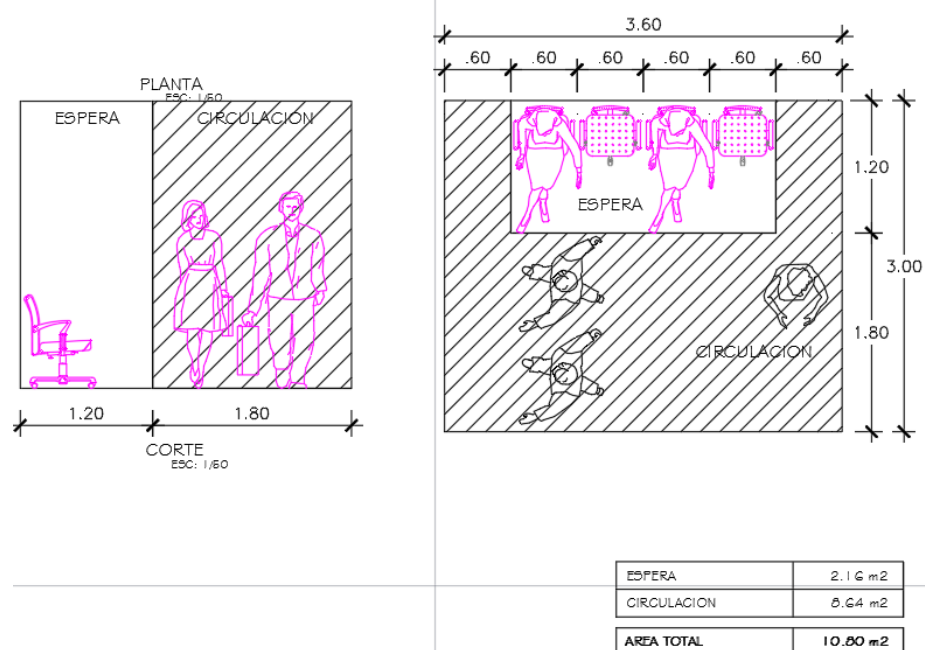 3.60
.60 .60 .60 .60 .60
PLANTA
ESC: 1/50
ESPERA CIRCULACION
1.20
ESPERA
3.00
1.80
CIRCULACION
1.20 1.80
CORTE
ESC: 1/50
ESPERA 2.16 m2
CIRCULACION 8.64 m2
AREA TOTAL 10.80 m2